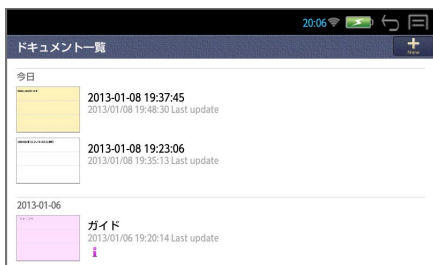 20:06
ドキュメント一覧
New
今日
2013-01-08 19:37:45
2013/01/08 19:48:30 Last update
2013-01-08 19:23:06
2013/01/08 19:35:13 Last update
2013-01-06
ガイド
2013/01/06 19:20:14 Last update